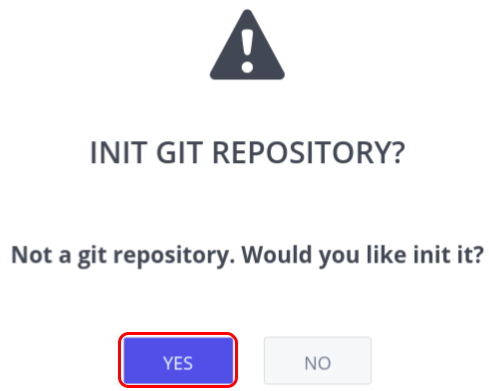 INIT GIT REPOSITORY?
Not a git repository. Would you like init it?
YES
NO